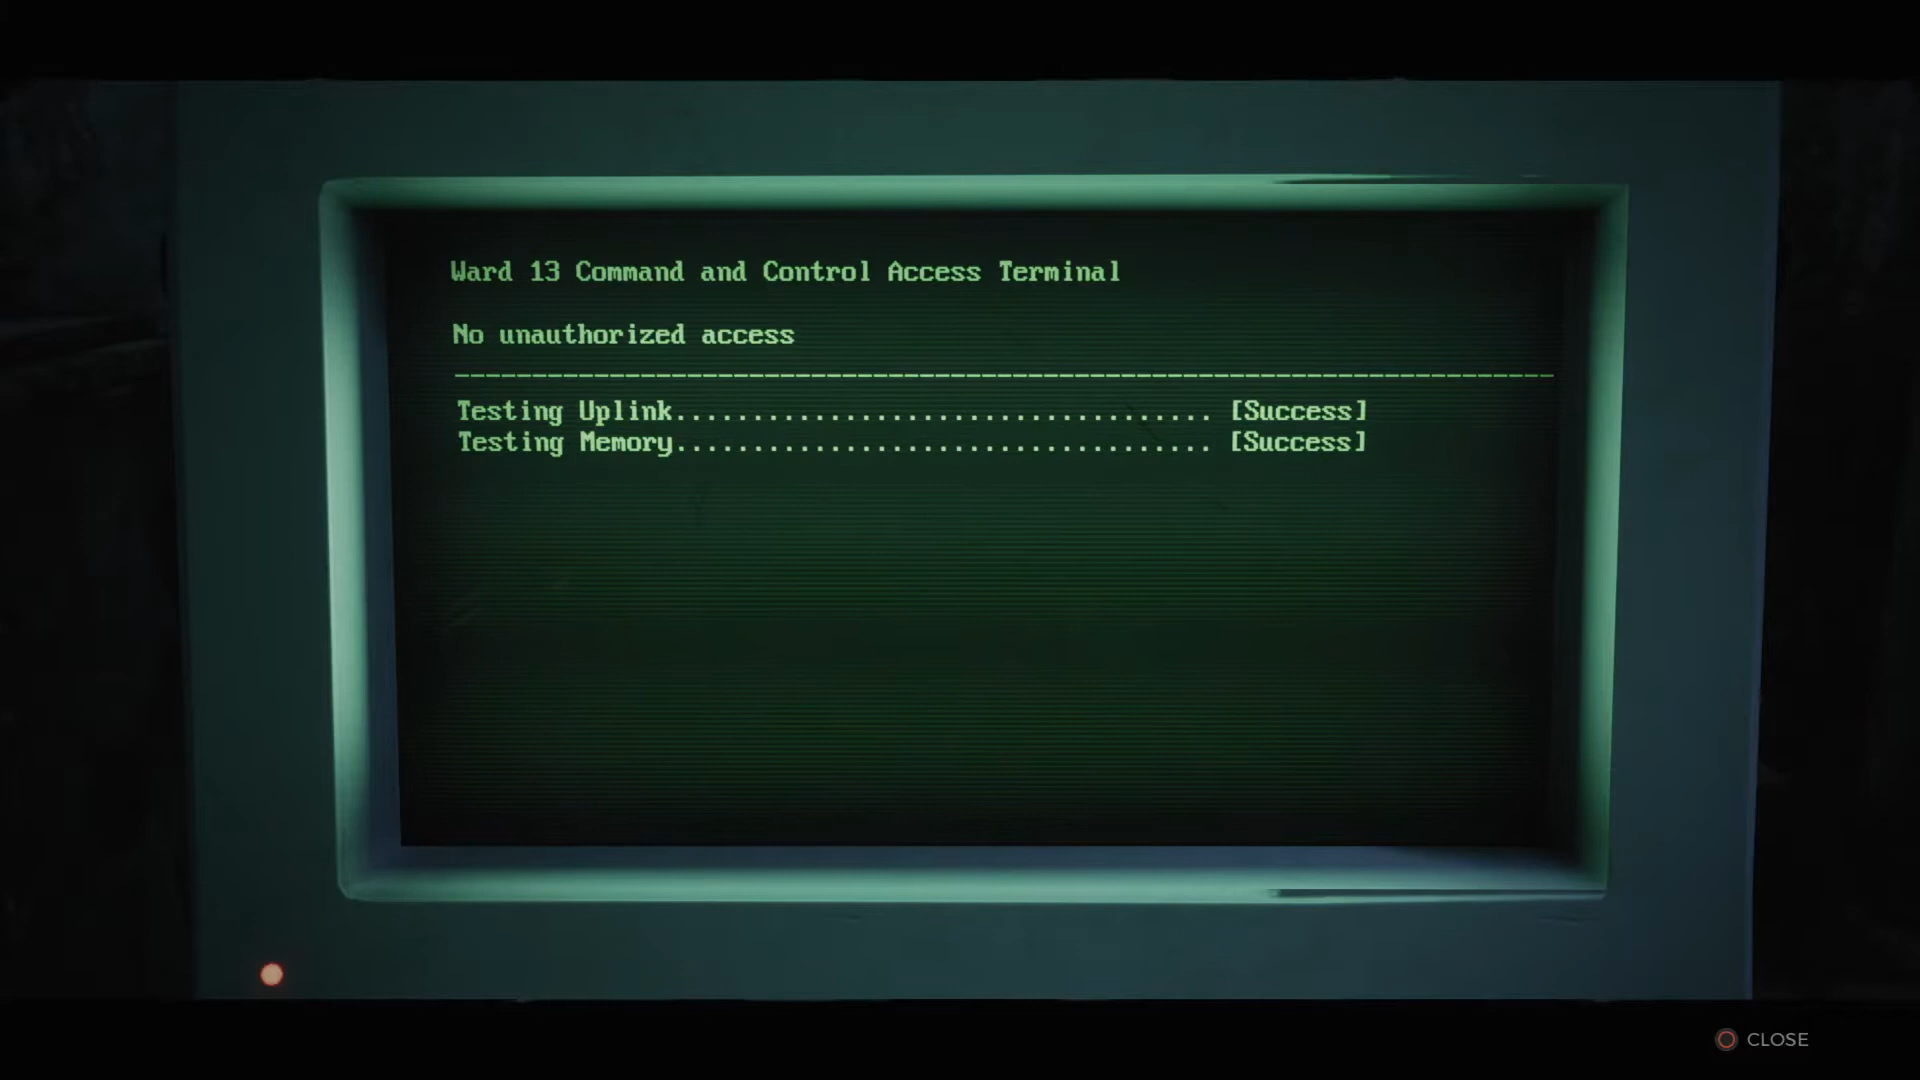 Ward 13 Command and Control Access Terminal
No unauthorized access
-----------------------------------------------------------------------
Testing Uplink................................... [Success]
Testing Memory................................... [Success]
CLOSE